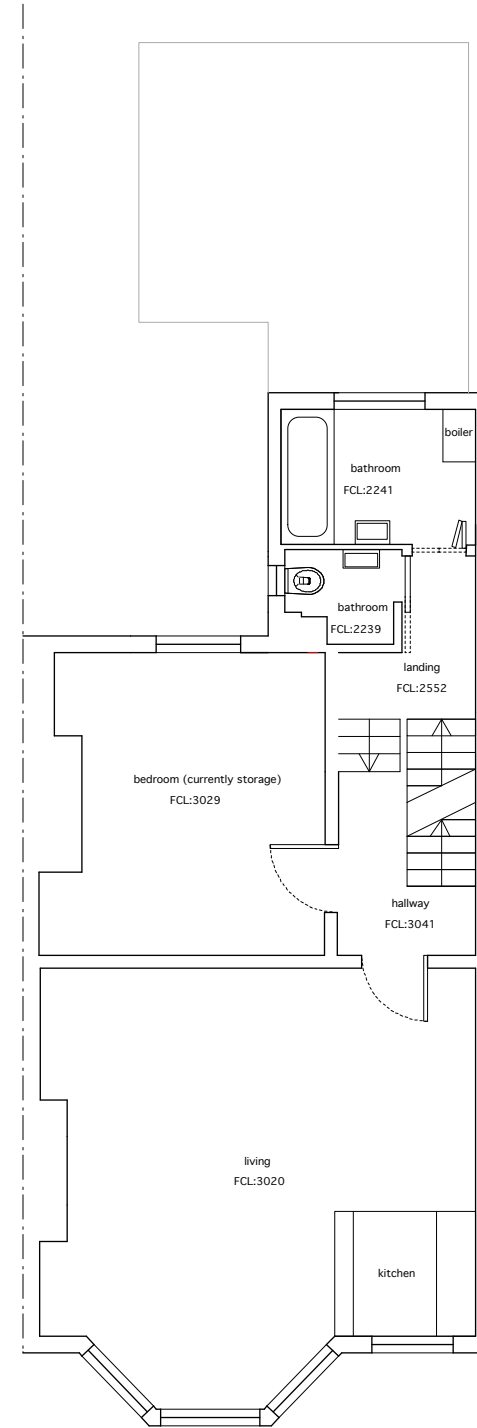 boiler
bathroom
FCL:2241
bathroom
FCL:2239
landing
FCL:2552
bedroom (currently storage)
FCL:3029
hallway
FCL:3041
living
FCL:3020
kitchen